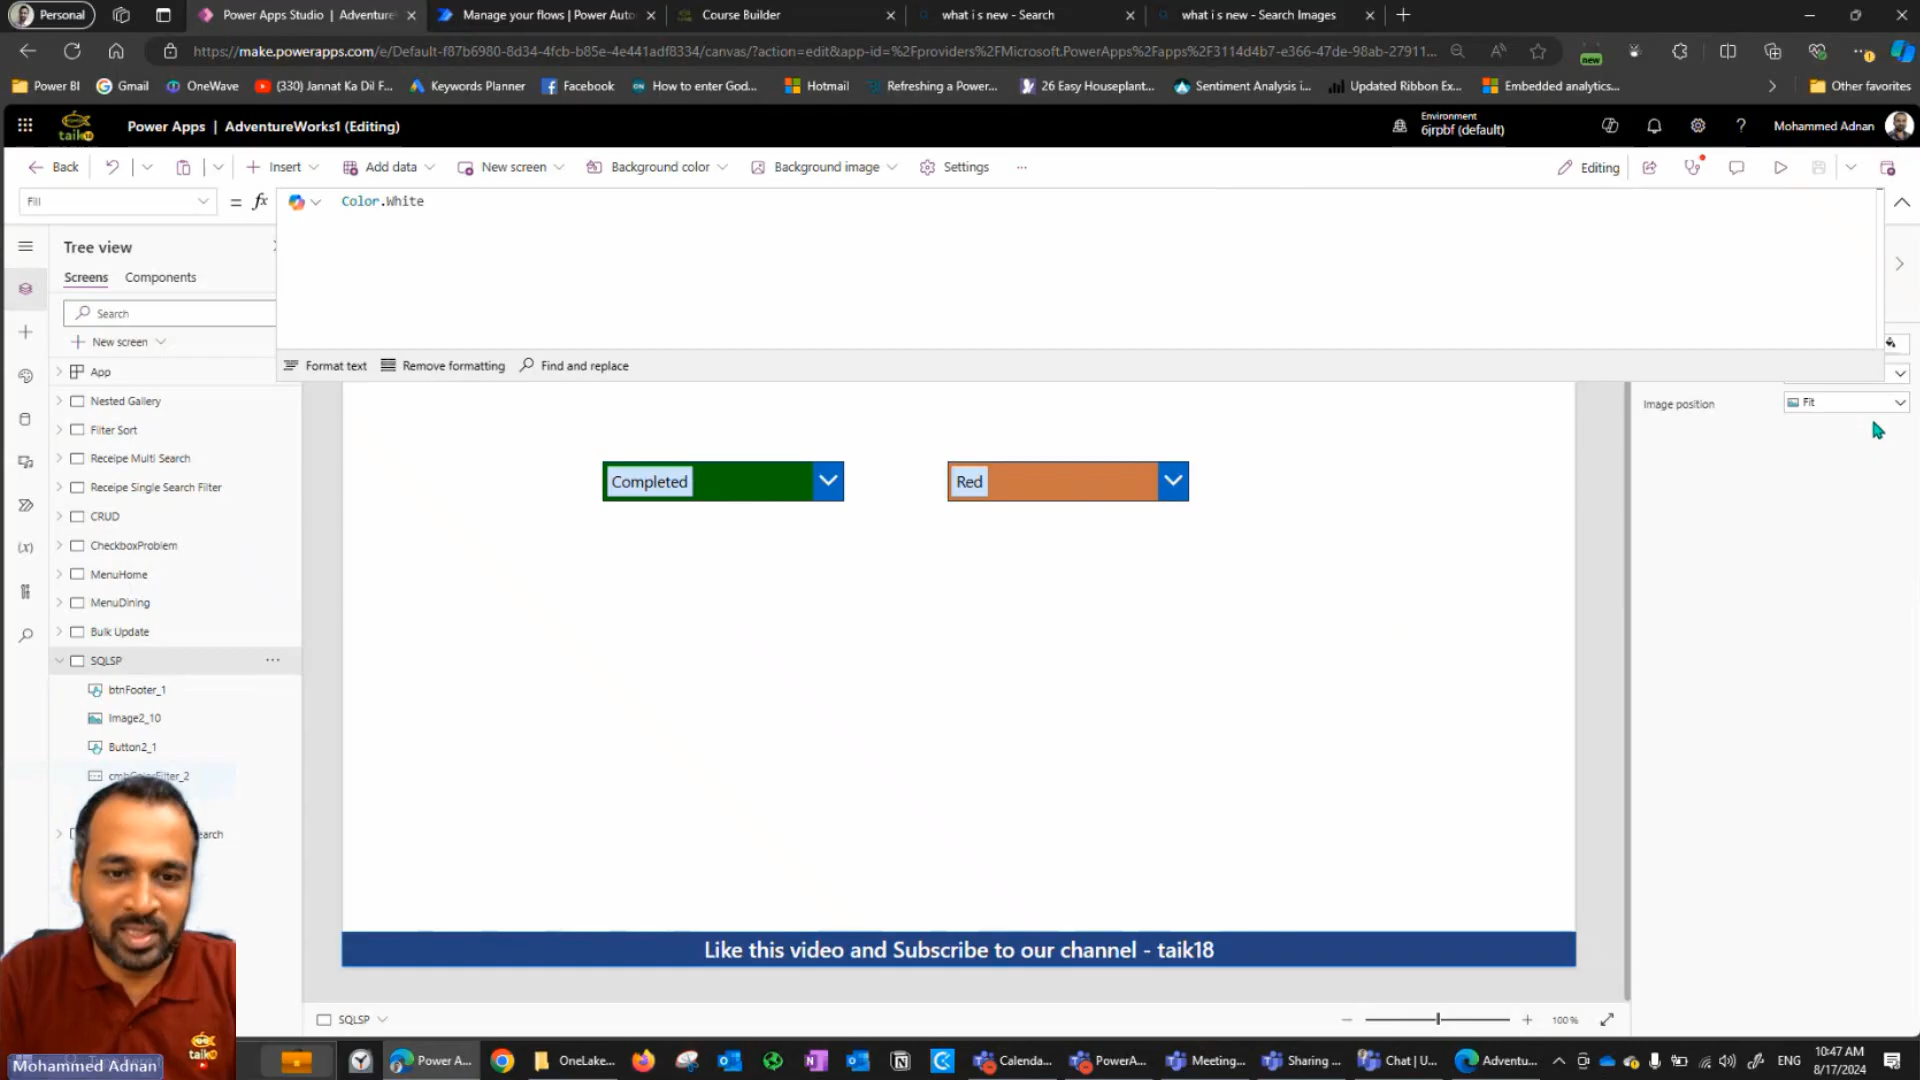 Personal
Power Apps Studio | Adventure
Manage your flows | Power Auto
Course Builder
what i s new - Search
what i s new - Search Images
https://make.powerapps.com/e/Default-f87b6980-8d34-4fcb-b85e-4e441adf8334/canvas/?action=edit&app-id=%2Fproviders%2FMicrosoft.PowerApps%2Fapps%2F3114d4b7-e366-47de-98ab-27911...
new
Power BI
Gmail
OneWave
(330) Jannat Ka Dil F...
Keywords Planner
Facebook
How to enter God...
Hotmail
Refreshing a Power...
26 Easy Houseplant...
Sentiment Analysis i...
Updated Ribbon Ex...
Embedded analytics...
Other favorites
taik18
Power Apps | AdventureWorks1 (Editing)
Environment
6jrpbf (default)
Mohammed Adnan
Back
Insert
Add data
New screen
Background color
Background image
Settings
Editing
Fill
= fx
Color.White
Tree view
Screens
Components
Search
New screen
Format text
Remove formatting
Find and replace
App
Nested Gallery
Filter Sort
Receipe Multi Search
Receipe Single Search Filter
CRUD
CheckboxProblem
MenuHome
MenuDining
Bulk Update
SQLSP
btnFooter_1
Image2_10
Button2_1
cmbColorFilter_2
earch
Image position
Fit
Completed
Red
Like this video and Subscribe to our channel - taik18
SQLSP
100 %
Mohammed Adnan
Power A...
OneLake...
Calenda...
PowerA...
Meeting...
Sharing ...
Chat | U...
Adventu...
ENG
10:47 AM
8/17/2024